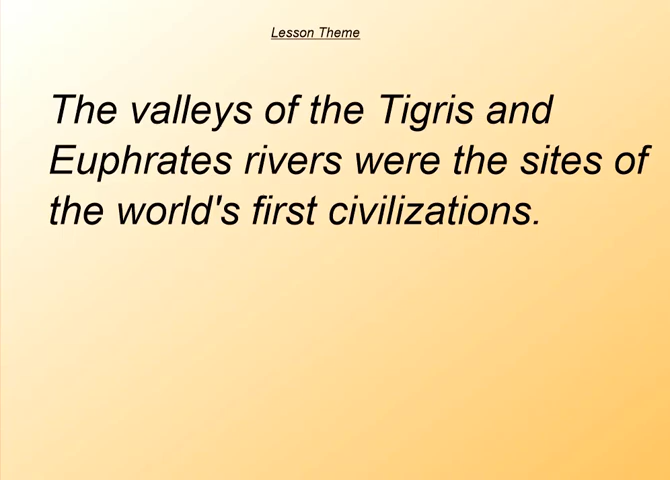 Lesson Theme
The valleys of the Tigris and
Euphrates rivers were the sites of
the world's first civilizations.